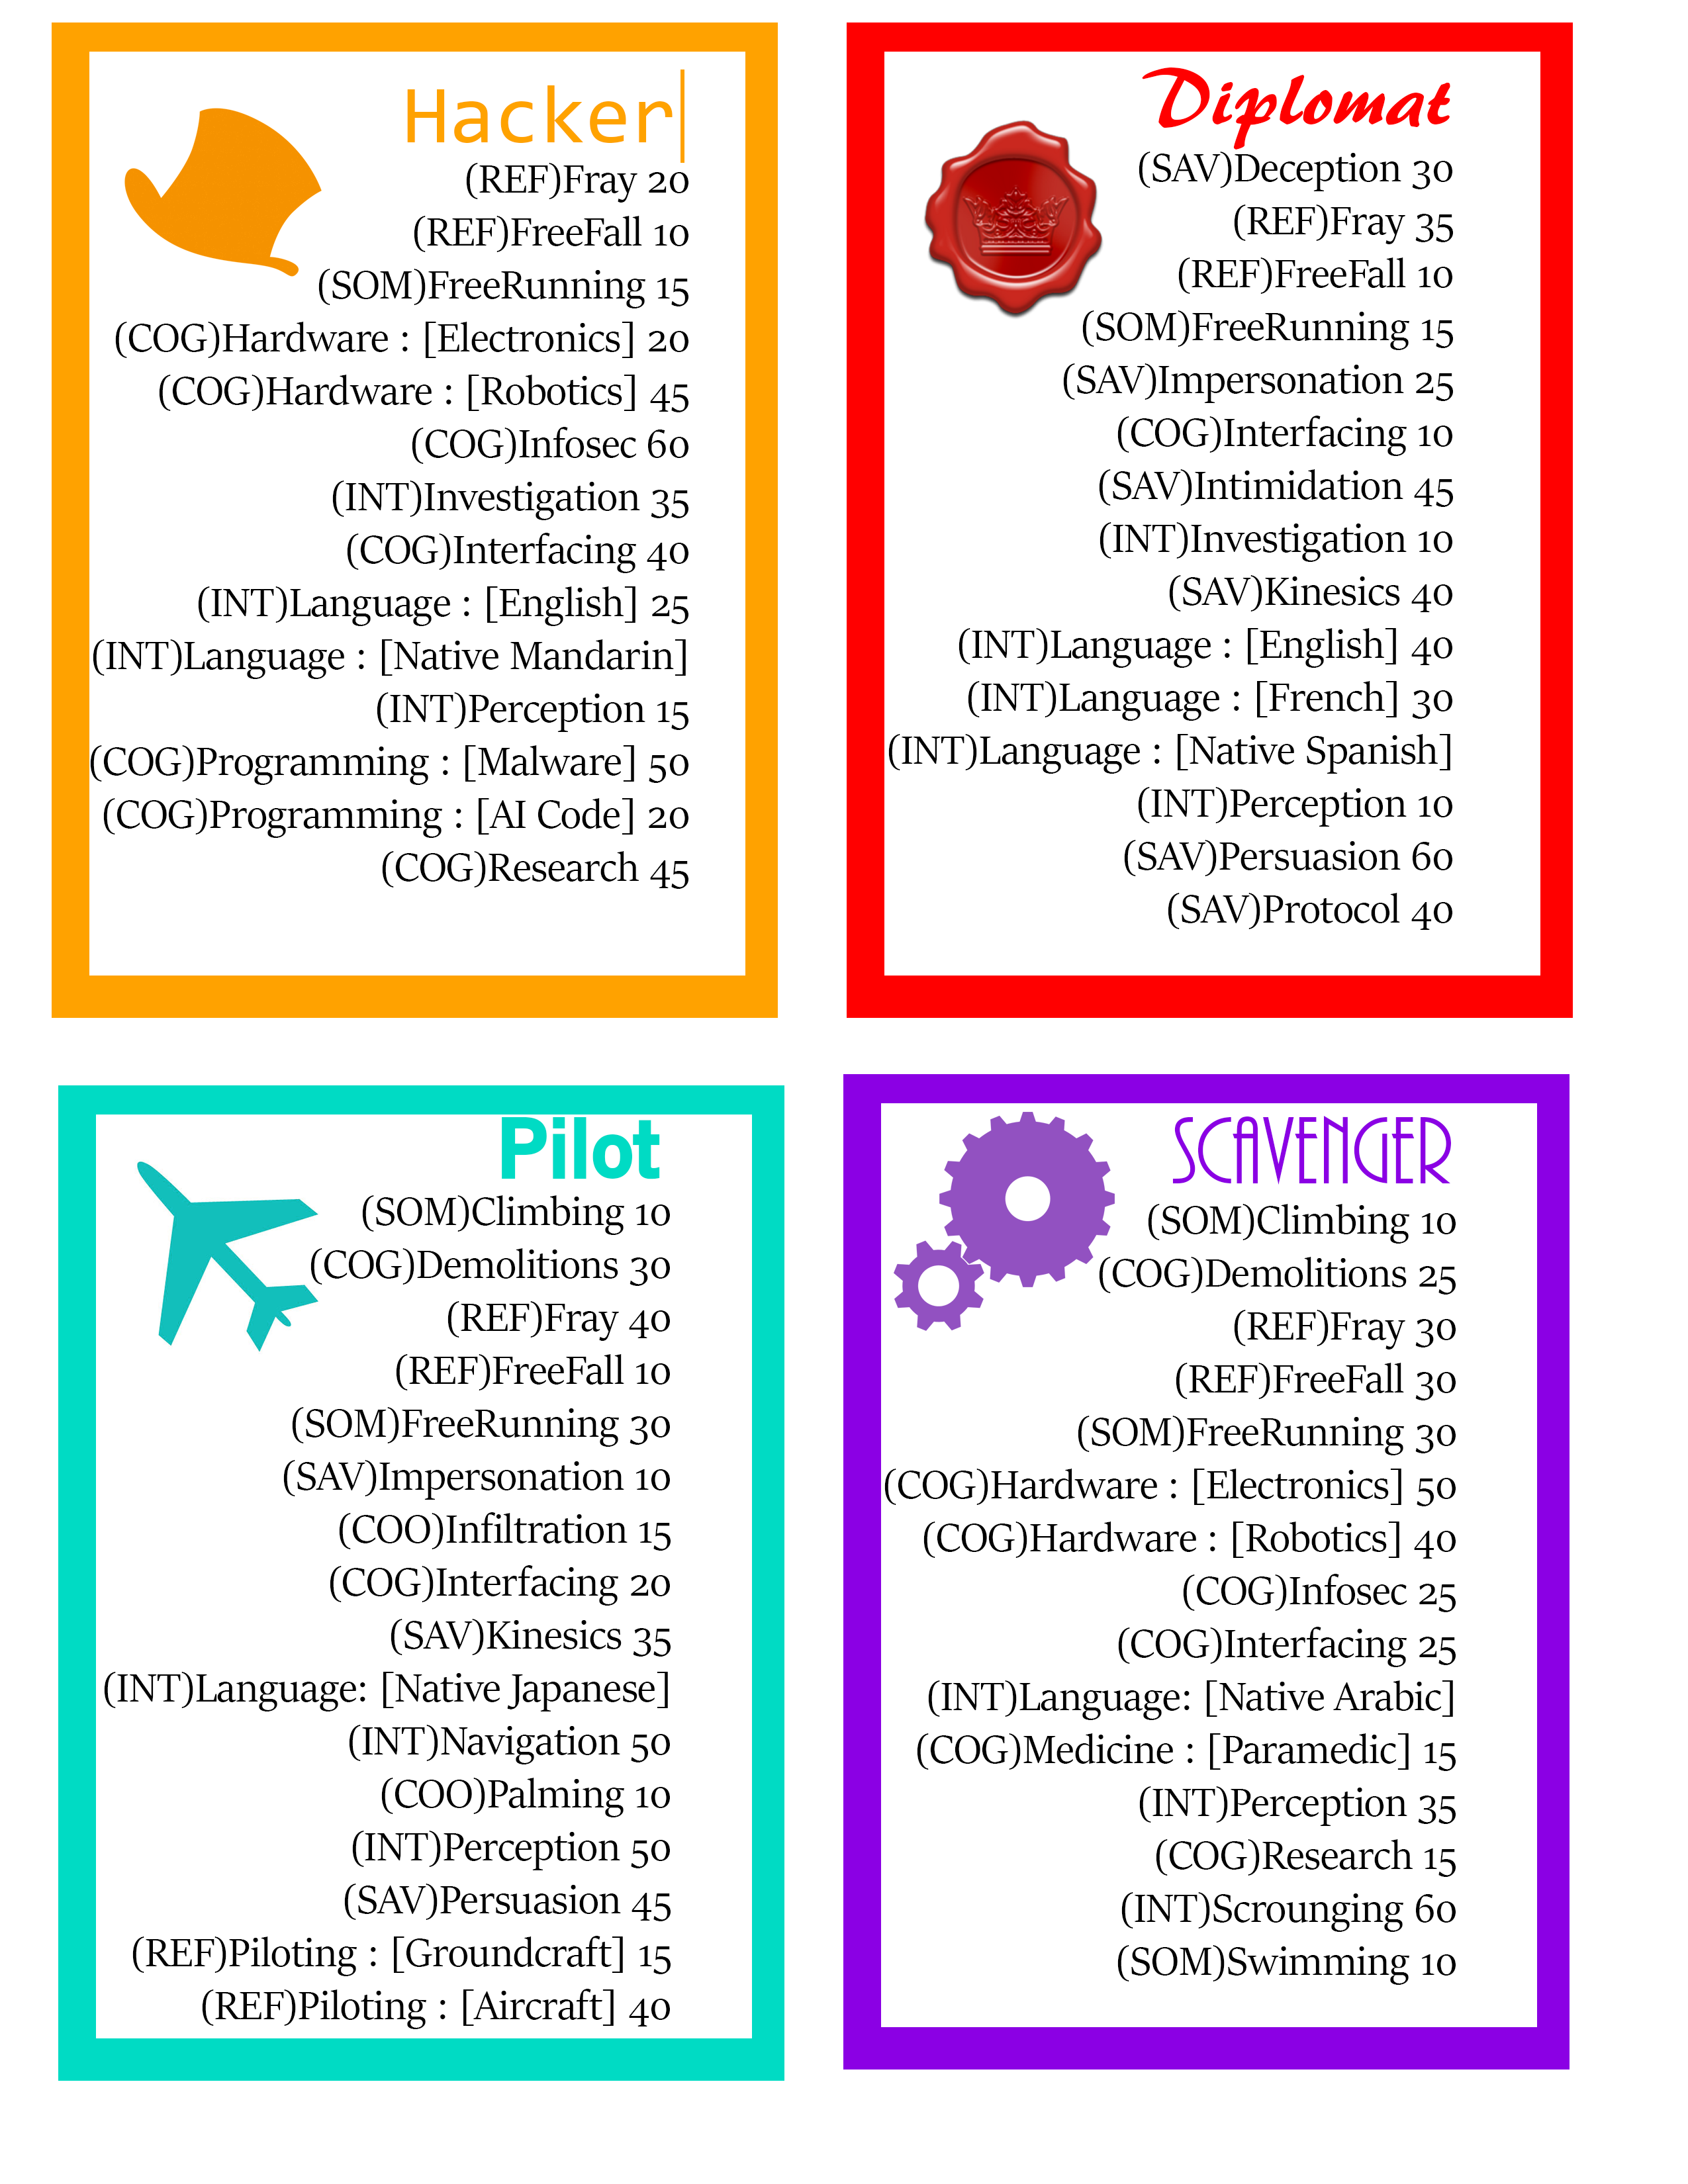 Hacker
(REF)Fray 20
(REF)FreeFall 10
(SOM)FreeRunning 15
(COG)Hardware : [Electronics] 20
(COG)Hardware : [Robotics] 45
(COG)Infosec 60
(INT)Investigation 35
(COG)Interfacing 40
(INT)Language : [English] 25
(INT)Language : [Native Mandarin]
(INT)Perception 15
(COG)Programming : [Malware] 50
(COG)Programming : [AI Code] 20
(COG)Research 45
Diplomat
(SAV)Deception 30
(REF)Fray 35
(REF)FreeFall 10
(SOM)FreeRunning 15
(SAV)Impersonation 25
(COG)Interfacing 10
(SAV)Intimidation 45
(INT)Investigation 10
(SAV)Kinesics 40
(INT)Language : [English] 40
(INT)Language : [French] 30
(INT)Language : [Native Spanish]
(INT)Perception 10
(SAV)Persuasion 60
(SAV)Protocol 40
Pilot
(SOM)Climbing 10
(COG)Demolitions 30
(REF)Fray 40
(REF)FreeFall 10
(SOM)FreeRunning 30
(SAV)Impersonation 10
(COO)Infiltration 15
(COG)Interfacing 20
(SAV)Kinesics 35
(INT)Language: [Native Japanese]
(INT)Navigation 50
(COO)Palming 10
(INT)Perception 50
(SAV)Persuasion 45
(REF)Piloting : [Groundcraft] 15
(REF)Piloting : [Aircraft] 40
SCAVENGER
(SOM)Climbing 10
(COG)Demolitions 25
(REF)Fray 30
(REF)FreeFall 30
(SOM)FreeRunning 30
(COG)Hardware : [Electronics] 50
(COG)Hardware : [Robotics] 40
(COG)Infosec 25
(COG)Interfacing 25
(INT)Language: [Native Arabic]
(COG)Medicine : [Paramedic] 15
(INT)Perception 35
(COG)Research 15
(INT)Scrounging 60
(SOM)Swimming 10